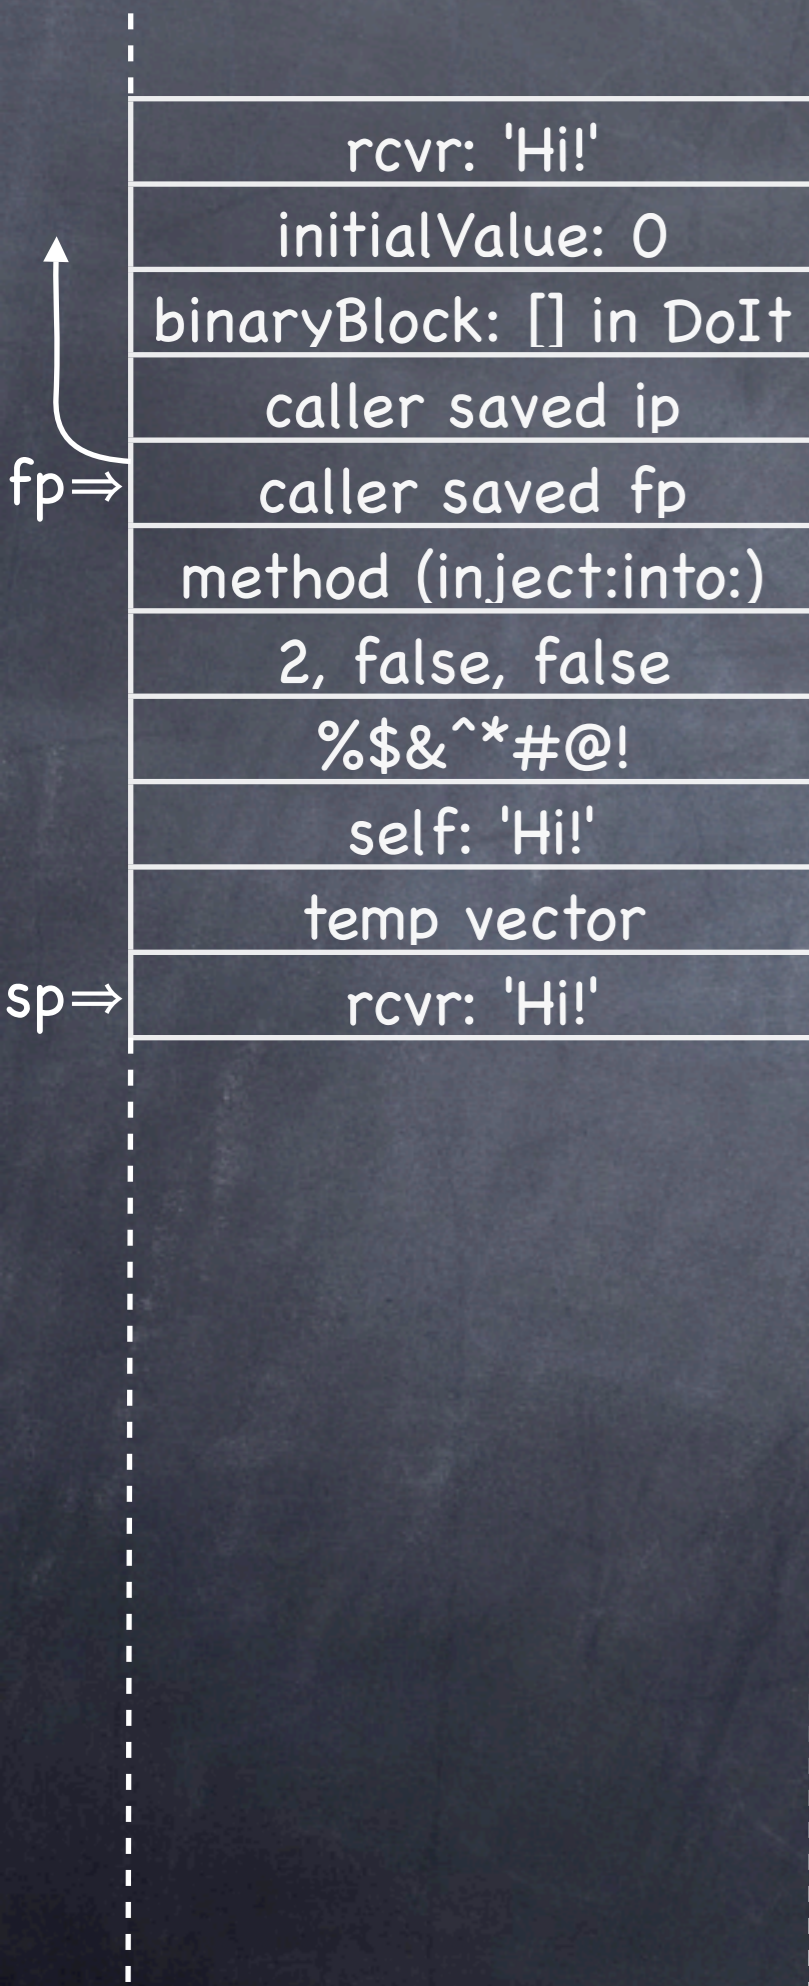 rcvr: 'Hi!'
initialValue: 0
binaryBlock: [] in DoIt
caller saved ip
fp⇒ caller saved fp
method (inject:into:)
2, false, false
%$&^*#@!
self: 'Hi!'
temp vector
sp⇒ rcvr: 'Hi!'